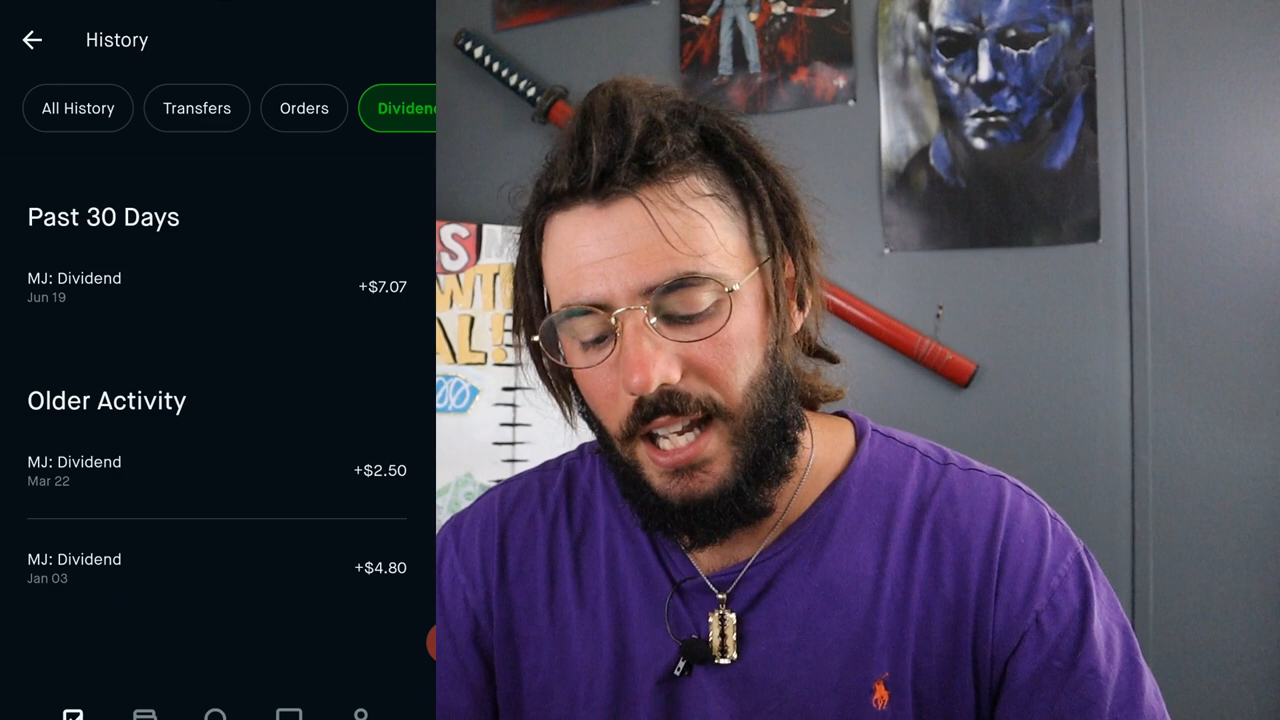 History
All History
Transfers
Orders
Past 30 Days
MJ: Dividend
Jun 19
+$7.07
Older Activity
MJ: Dividend
Mar 22
+$2.50
MJ: Dividend
Jan 03
+$4.80